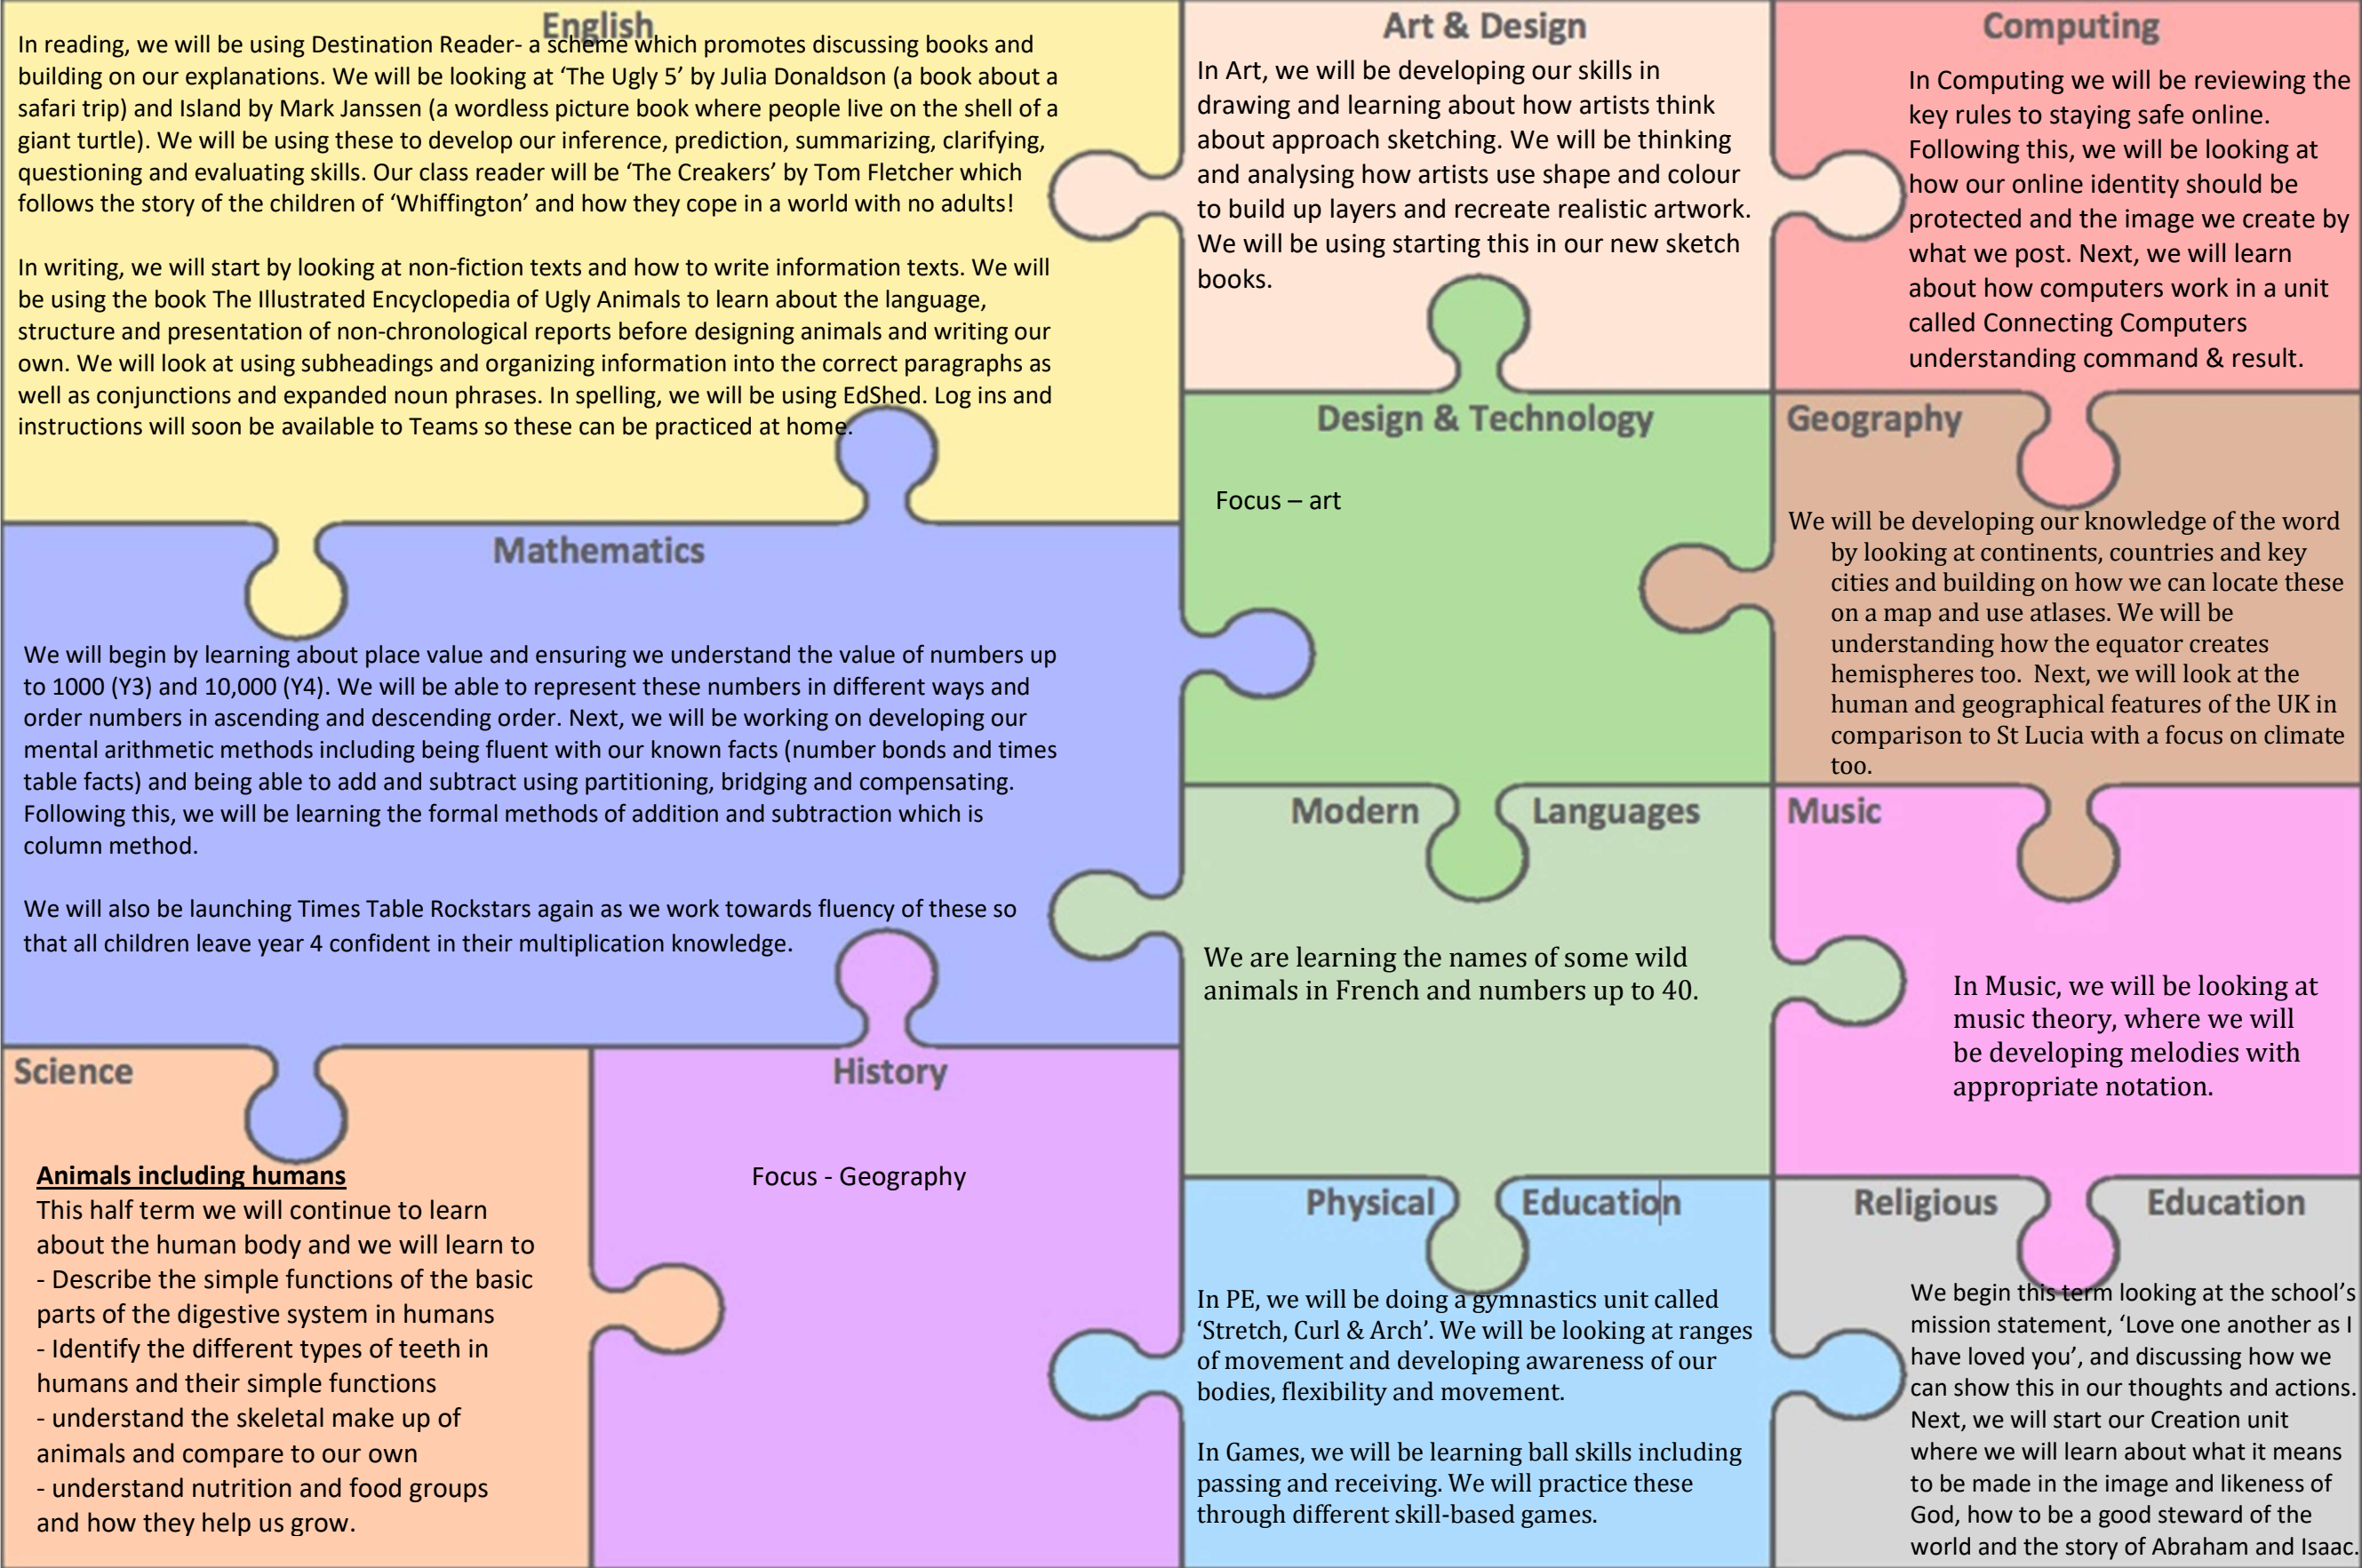 English
In reading, we will be using Destination Reader- a scheme which promotes discussing books and
building on our explanations. We will be looking at ‘The Ugly 5’ by Julia Donaldson (a book about a
safari trip) and Island by Mark Janssen (a wordless picture book where people live on the shell of a
giant turtle). We will be using these to develop our inference, prediction, summarizing, clarifying,
questioning and evaluating skills. Our class reader will be ‘The Creakers’ by Tom Fletcher which
follows the story of the children of ‘Whiffington’ and how they cope in a world with no adults!
In writing, we will start by looking at non-fiction texts and how to write information texts. We will
be using the book The Illustrated Encyclopedia of Ugly Animals to learn about the language,
structure and presentation of non-chronological reports before designing animals and writing our
own. We will look at using subheadings and organizing information into the correct paragraphs as
well as conjunctions and expanded noun phrases. In spelling, we will be using EdShed. Log ins and
instructions will soon be available to Teams so these can be practiced at home.
Art & Design
In Art, we will be developing our skills in
drawing and learning about how artists think
about approach sketching. We will be thinking
and analysing how artists use shape and colour
to build up layers and recreate realistic artwork.
We will be using starting this in our new sketch
books.
Computing
In Computing we will be reviewing the
key rules to staying safe online.
Following this, we will be looking at
how our online identity should be
protected and the image we create by
what we post. Next, we will learn
about how computers work in a unit
called Connecting Computers
understanding command & result.
Design & Technology
Focus – art
Geography
We will be developing our knowledge of the word
by looking at continents, countries and key
cities and building on how we can locate these
on a map and use atlases. We will be
understanding how the equator creates
hemispheres too. Next, we will look at the
human and geographical features of the UK in
comparison to St Lucia with a focus on climate
too.
Mathematics
We will begin by learning about place value and ensuring we understand the value of numbers up
to 1000 (Y3) and 10,000 (Y4). We will be able to represent these numbers in different ways and
order numbers in ascending and descending order. Next, we will be working on developing our
mental arithmetic methods including being fluent with our known facts (number bonds and times
table facts) and being able to add and subtract using partitioning, bridging and compensating.
Following this, we will be learning the formal methods of addition and subtraction which is
column method.
We will also be launching Times Table Rockstars again as we work towards fluency of these so
that all children leave year 4 confident in their multiplication knowledge.
Modern Languages
We are learning the names of some wild
animals in French and numbers up to 40.
Music
In Music, we will be looking at
music theory, where we will
be developing melodies with
appropriate notation.
Science
Animals including humans
This half term we will continue to learn
about the human body and we will learn to
- Describe the simple functions of the basic
parts of the digestive system in humans
- Identify the different types of teeth in
humans and their simple functions
- understand the skeletal make up of
animals and compare to our own
- understand nutrition and food groups
and how they help us grow.
History
Focus - Geography
Physical Education
In PE, we will be doing a gymnastics unit called
‘Stretch, Curl & Arch’. We will be looking at ranges
of movement and developing awareness of our
bodies, flexibility and movement.
In Games, we will be learning ball skills including
passing and receiving. We will practice these
through different skill-based games.
Religious Education
We begin this term looking at the school’s
mission statement, ‘Love one another as I
have loved you’, and discussing how we
can show this in our thoughts and actions.
Next, we will start our Creation unit
where we will learn about what it means
to be made in the image and likeness of
God, how to be a good steward of the
world and the story of Abraham and Isaac.